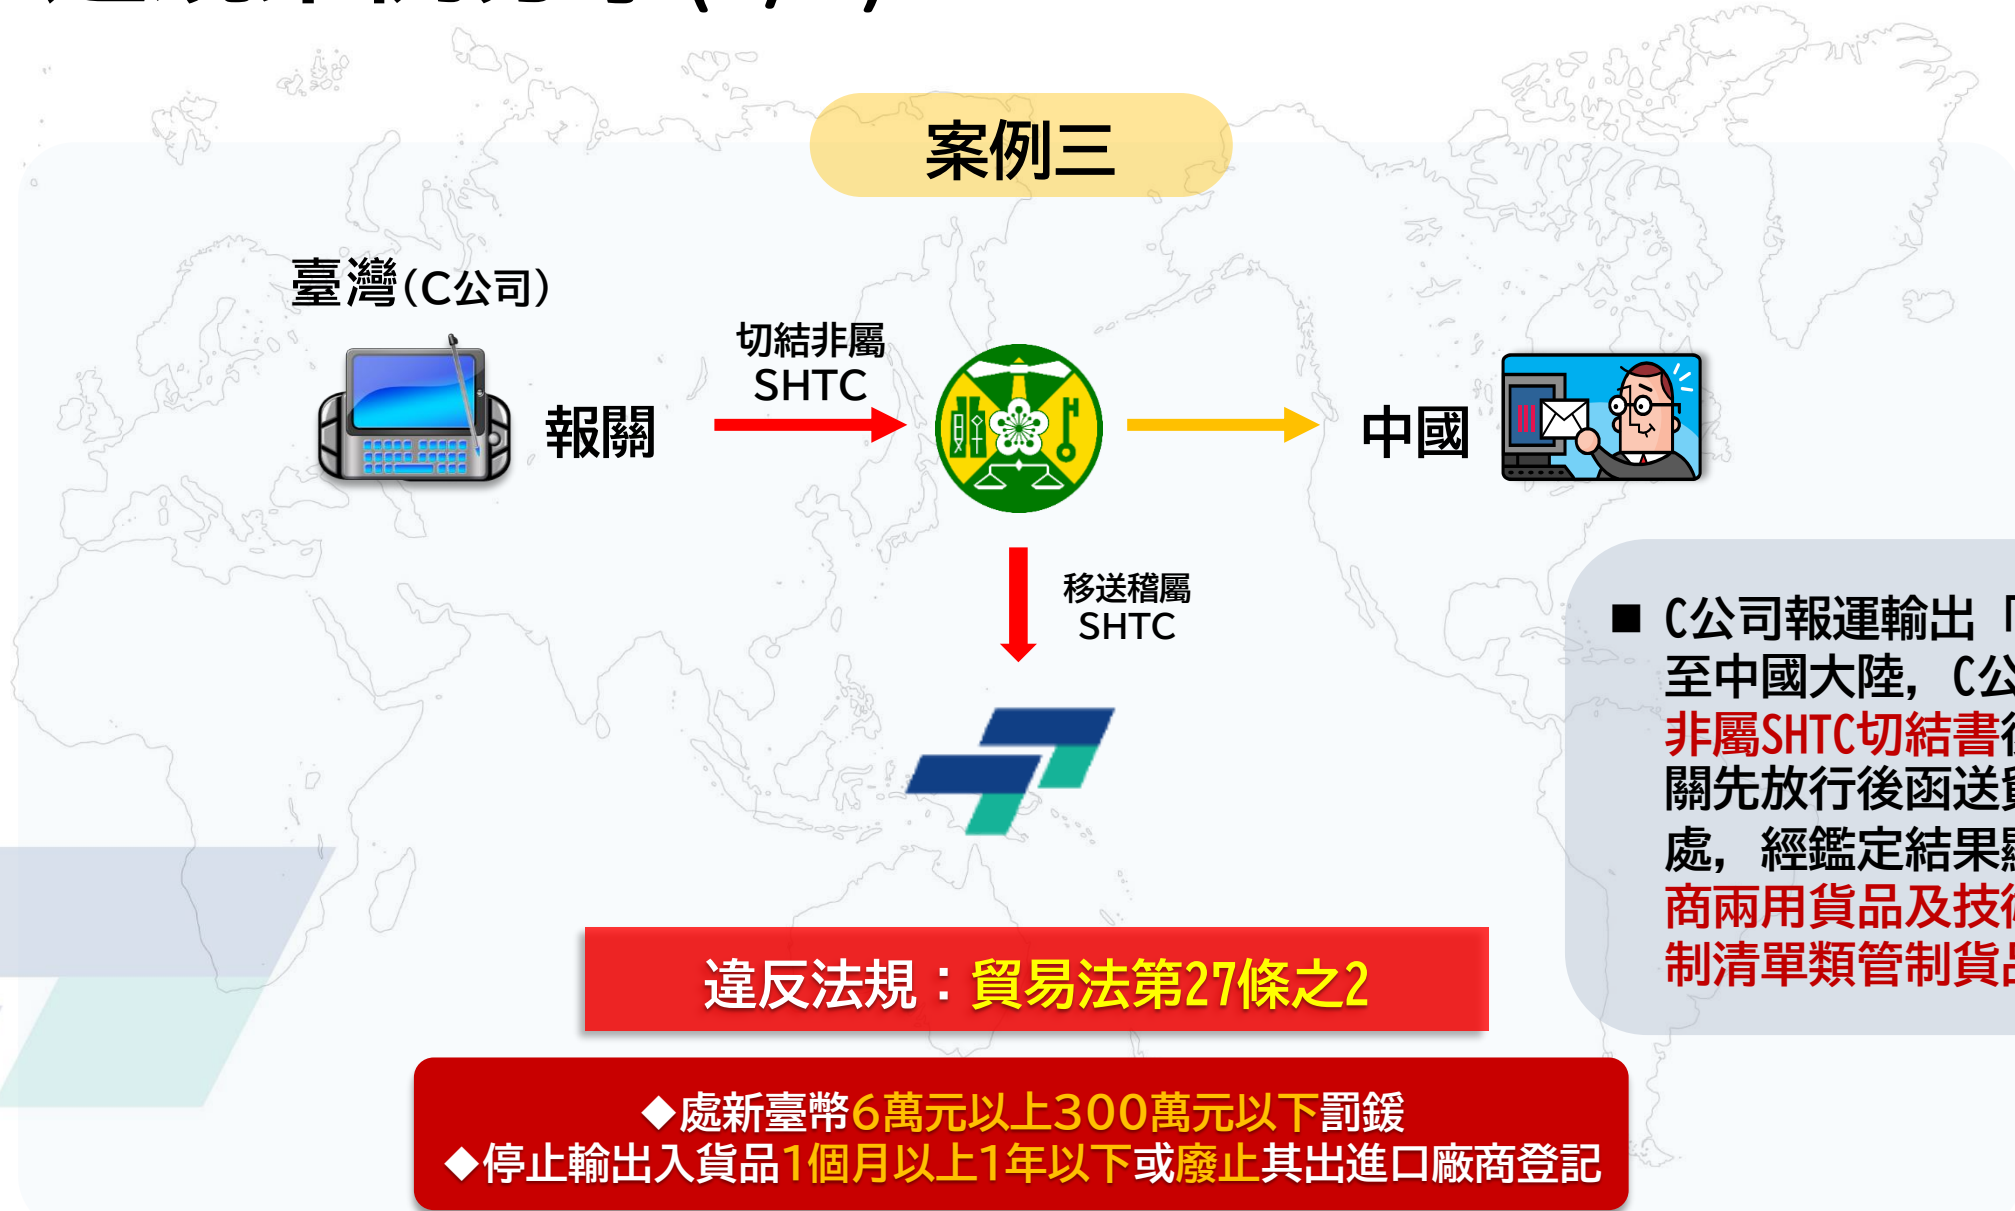 案例三
臺灣(C公司)
切結非屬
SHTC
報關
中國
移送稽屬
SHTC
■ C公司報運輸出「
至中國大陸，C公
非屬SHTC切結書
關先放行後函送
處，經鑑定結果
商兩用貨品及技術
制清單類管制貨品
違反法規：貿易法第27條之2
◆處新臺幣6萬元以上300萬元以下罰鍰
◆停止輸出入貨品1個月以上1年以下或廢止其出進口廠商登記